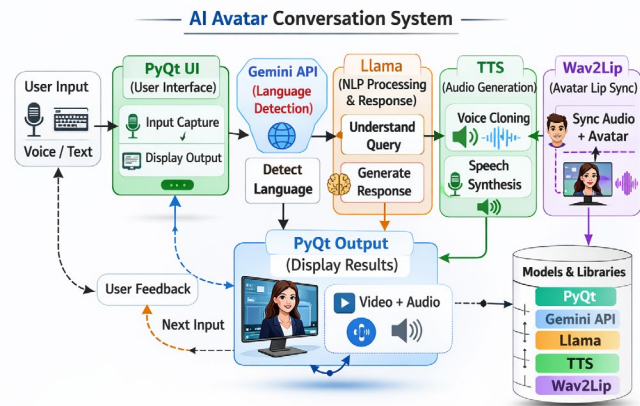 AI Avatar Conversation System
User Input
Voice / Text
PyQt UI
(User Interface)
Input Capture
Display Output
Gemini API
(Language
Detection)
Detect
Language
Llama
(NLP Processing
& Response)
Understand
Query
Generate
Response
TTS
(Audio Generation)
Voice Cloning
Speech
Synthesis
Wav2Lip
(Avatar Lip Sync)
Sync Audio
+ Avatar
PyQt Output
(Display Results)
Video + Audio
User Feedback
Next Input
Models & Libraries
PyQt
Gemini API
Llama
TTS
Wav2Lip